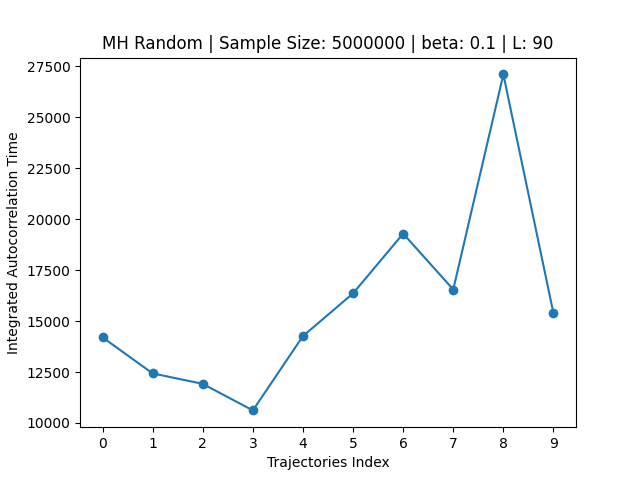 MH Random | Sample Size: 5000000 | beta: 0.1 | L: 90
Integrated Autocorrelation Time
27500
25000
22500
20000
17500
15000
12500
10000
0 1 2 3 4 5 6 7 8 9
Trajectories Index